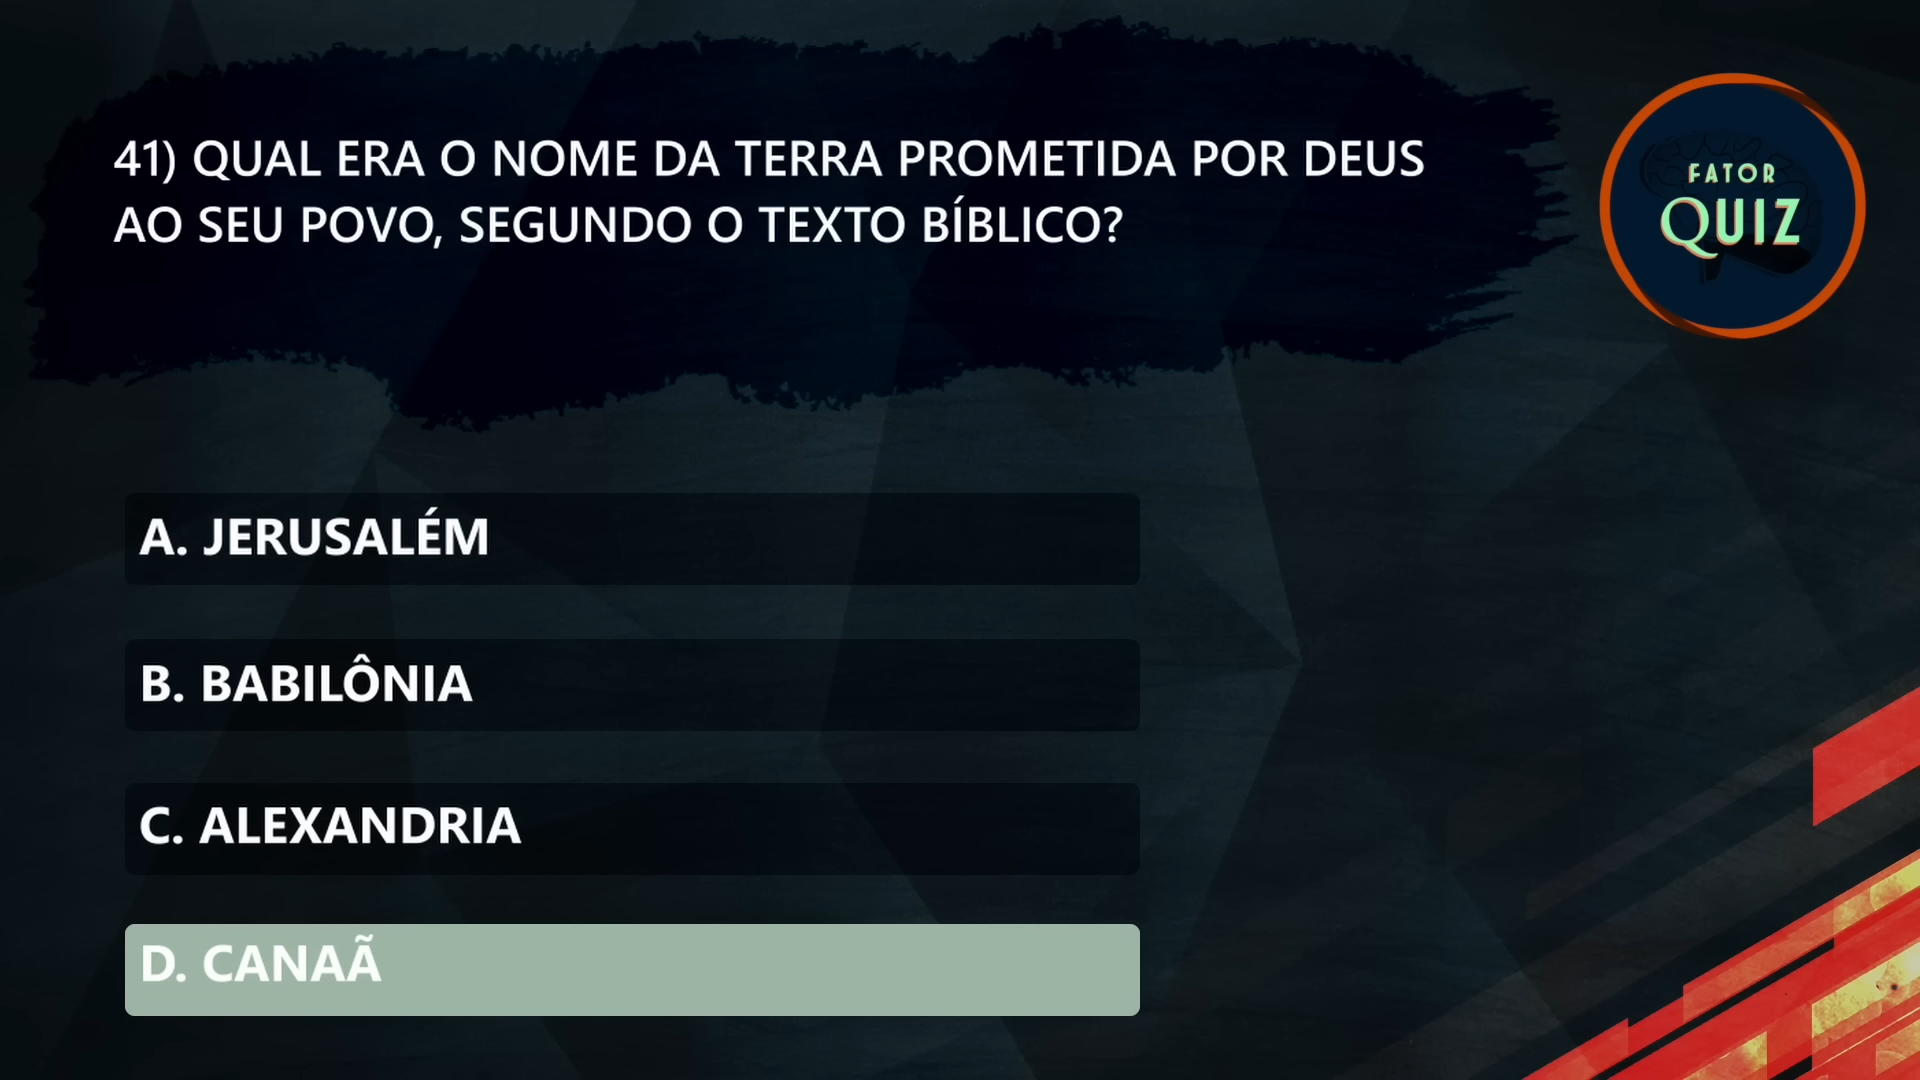 41) QUAL ERA O NOME DA TERRA PROMETIDA POR DEUS
AO SEU POVO, SEGUNDO O TEXTO BÍBLICO?
FATOR
QUIZ
A. JERUSALÉM
B. BABILÔNIA
C. ALEXANDRIA
D. CANAÃ